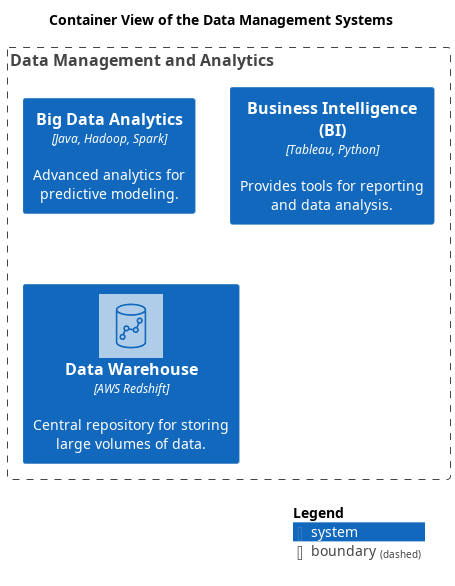 Container View of the Data Management Systems
Data Management and Analytics
Big Data Analytics
[Java, Hadoop, Spark]
Advanced analytics for
predictive modeling.
Business Intelligence
(BI)
[Tableau, Python]
Provides tools for reporting
and data analysis.
Data Warehouse
[AWS Redshift]
Central repository for storing
large volumes of data.
Legend
system
boundary (dashed)